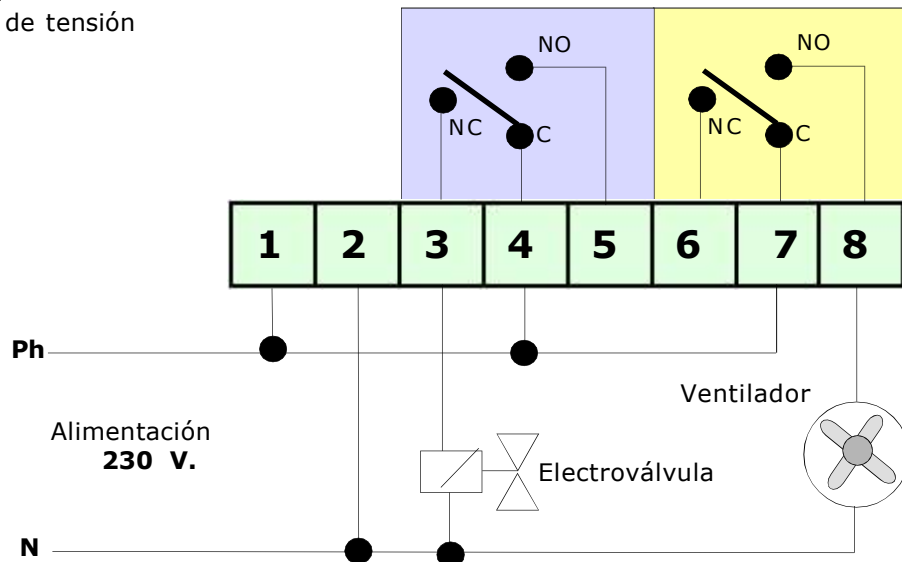 de tensión
NO
NC
C
NO
NC
C
1 2 3 4 5 6 7 8
Ph
Ventilador
Alimentación
230 V.
Electroválvula
N